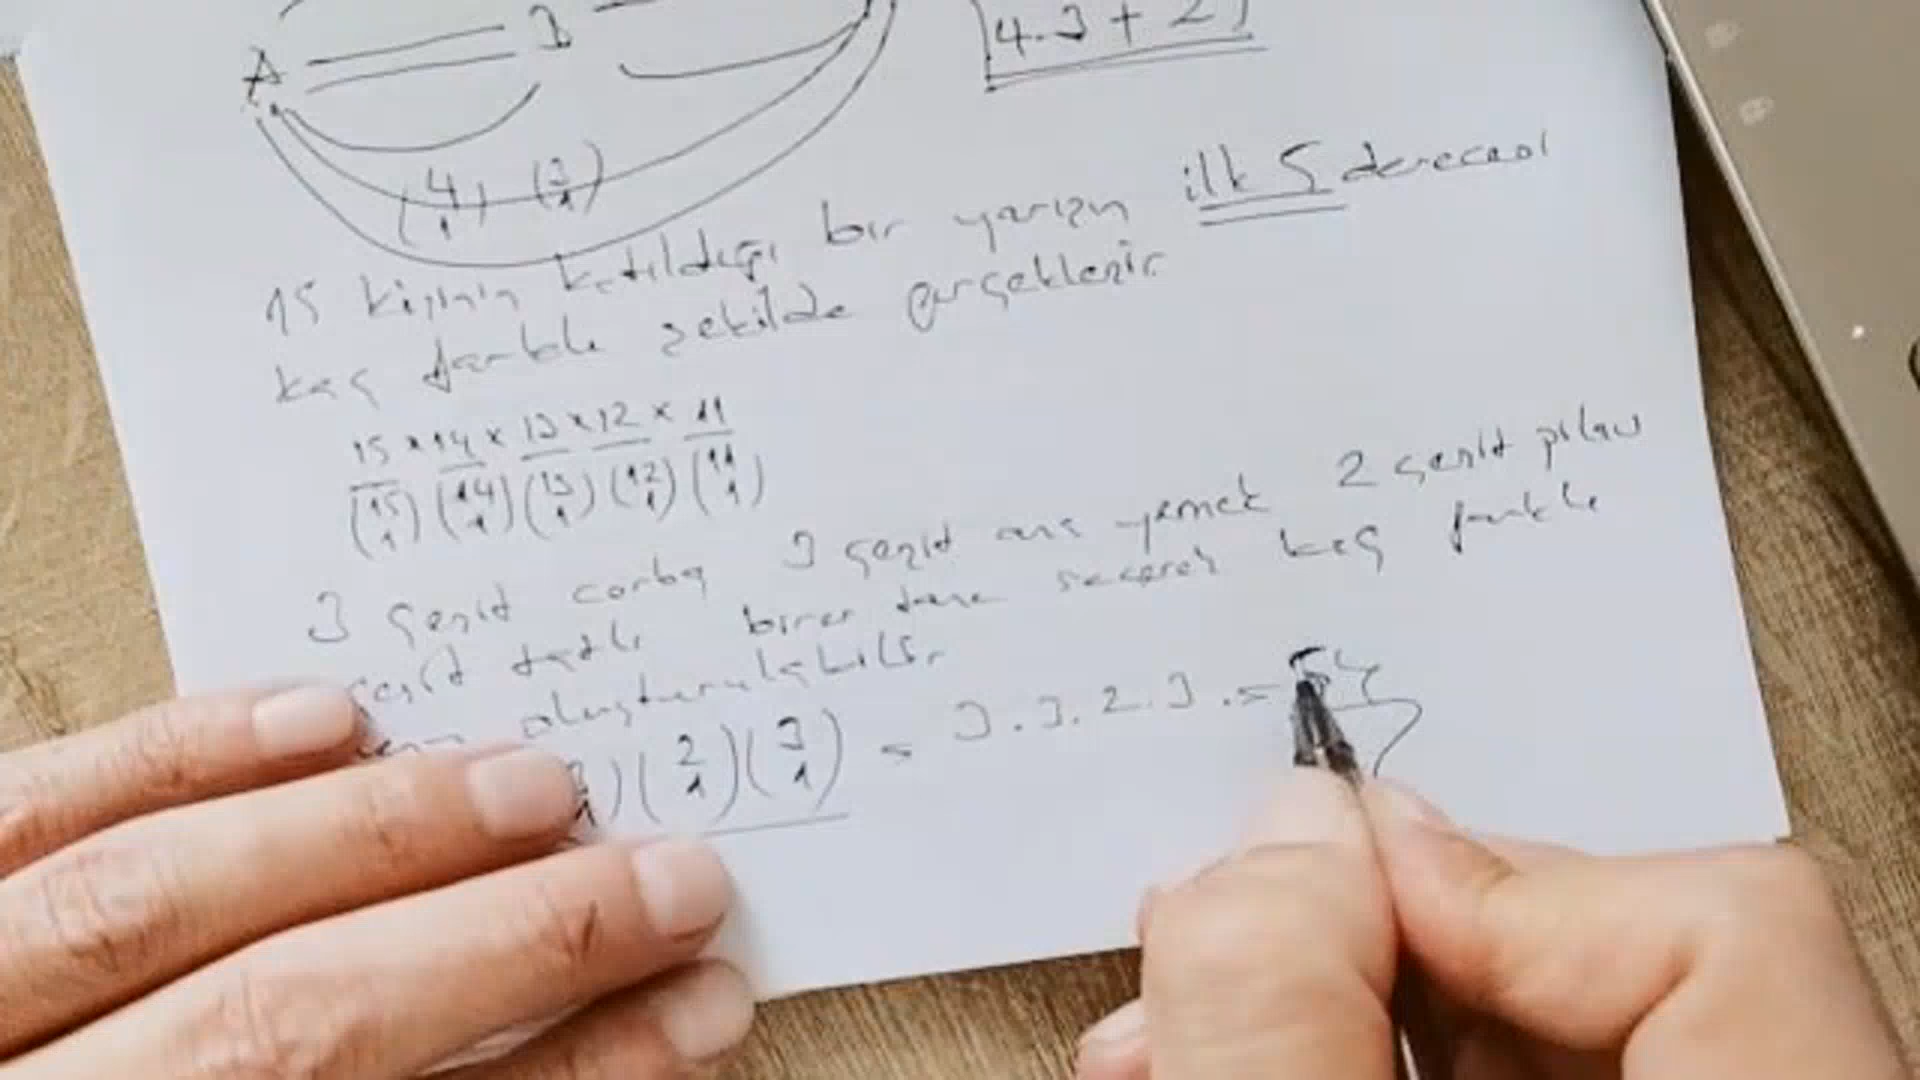 4.3+2
A B
(4 1) (3 1)
15 kişinin katıldığı bir yarışın ilk 5 derecesi
kaç farklı şekilde gerçekleşir
15 × 14 × 13 × 12 × 11
(15 1) (14 1) (13 1) (12 1) (11 1)
3 çeşit çorba 3 çeşit ana yemek 2 çeşit pilav
çeşit tatlı birer tane seçerek kaç farklı
oluşturulabilir
(2 1) (3 1) = 3.3.2.3. = 54